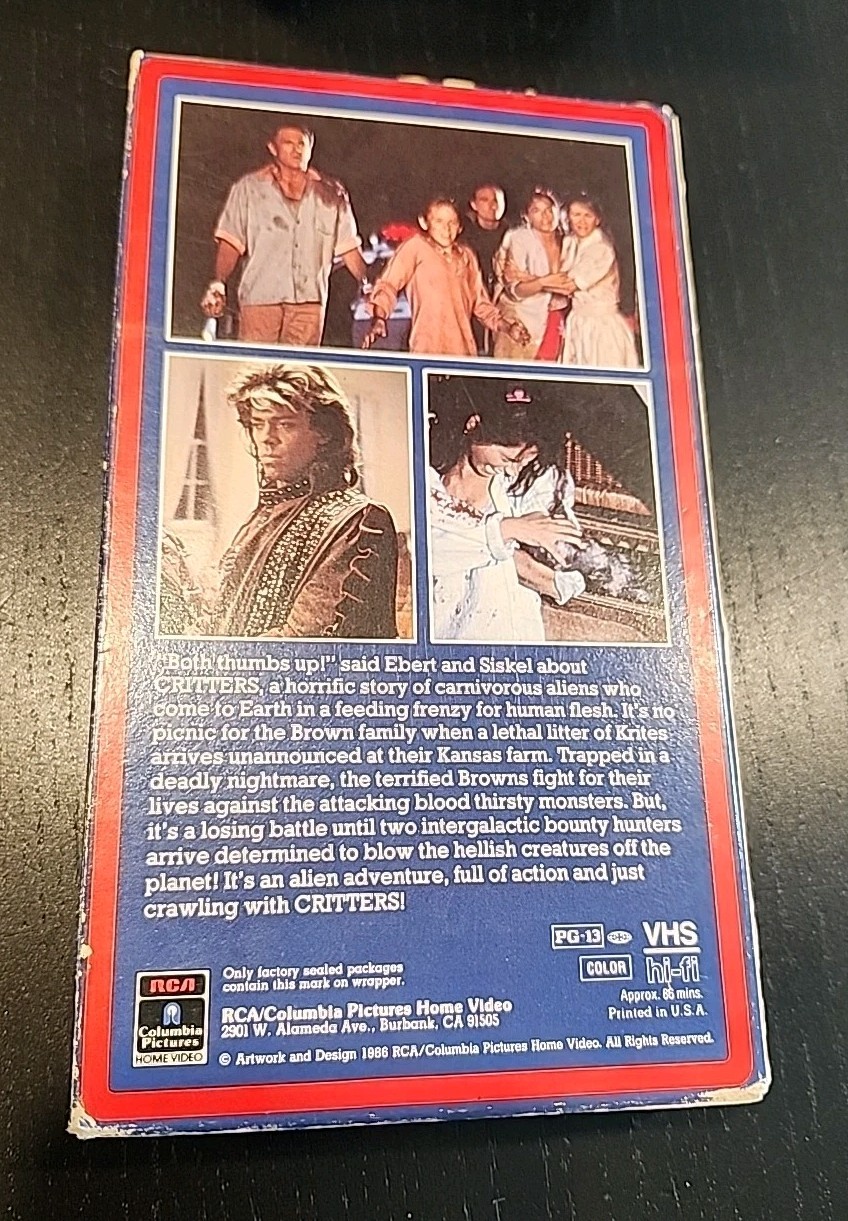 "Both thumbs up!" said Ebert and Siskel about
CRITTERS, a horrific story of carnivorous aliens who
come to Earth in a feeding frenzy for human flesh. It's no
picnic for the Brown family when a lethal litter of Krites
arrives unannounced at their Kansas farm. Trapped in a
deadly nightmare, the terrified Browns fight for their
lives against the attacking blood thirsty monsters. But,
it's a losing battle until two intergalactic bounty hunters
arrive determined to blow the hellish creatures off the
planet! It's an alien adventure, full of action and just
crawling with CRITTERS!
PG-13 VHS
COLOR hi-fi
Approx. 86 mins.
Printed in U.S.A.
RCA
Columbia
Pictures
HOME VIDEO
Only factory sealed packages
contain this mark on wrapper.
RCA/Columbia Pictures Home Video
2901 W. Alameda Ave., Burbank, CA 91505
© Artwork and Design 1986 RCA/Columbia Pictures Home Video. All Rights Reserved.